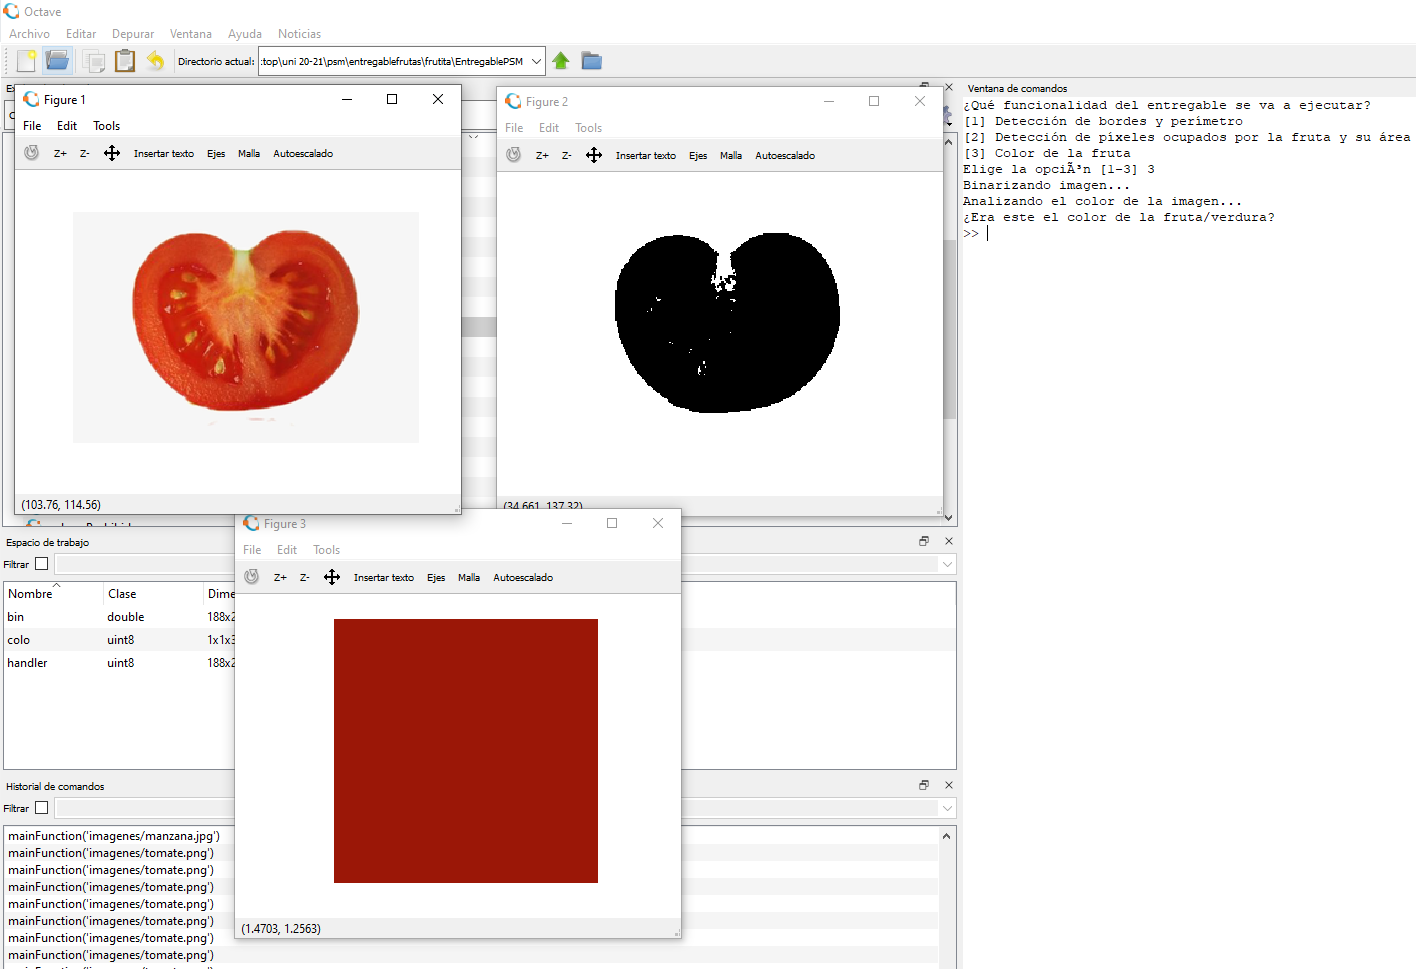 Octave
Archivo Editar Depurar Ventana Ayuda Noticias
Directorio actual: :top\uni 20-21\psm\entregablefrutas\frutita\EntregablePSM
Figure 1
File Edit Tools
Z+ Z- Insertar texto Ejes Malla Autoescalado
(103.76, 114.56)
Figure 2
File Edit Tools
Z+ Z- Insertar texto Ejes Malla Autoescalado
(34.661, 137.32)
Ventana de comandos
¿Qué funcionalidad del entregable se va a ejecutar?
[1] Detección de bordes y perímetro
[2] Detección de píxeles ocupados por la fruta y su área
[3] Color de la fruta
Elige la opciÃ³n [1-3] 3
Binarizando imagen...
Analizando el color de la imagen...
¿Era este el color de la fruta/verdura?
>>
Figure 3
File Edit Tools
Z+ Z- Insertar texto Ejes Malla Autoescalado
(1.4703, 1.2563)
Espacio de trabajo
Filtrar
Nombre Clase Dime
bin double 188x2
colo uint8 1x1x3
handler uint8 188x2
Historial de comandos
Filtrar
mainFunction('imagenes/manzana.jpg')
mainFunction('imagenes/tomate.png')
mainFunction('imagenes/tomate.png')
mainFunction('imagenes/tomate.png')
mainFunction('imagenes/tomate.png')
mainFunction('imagenes/tomate.png')
mainFunction('imagenes/tomate.png')
mainFunction('imagenes/tomate.png')